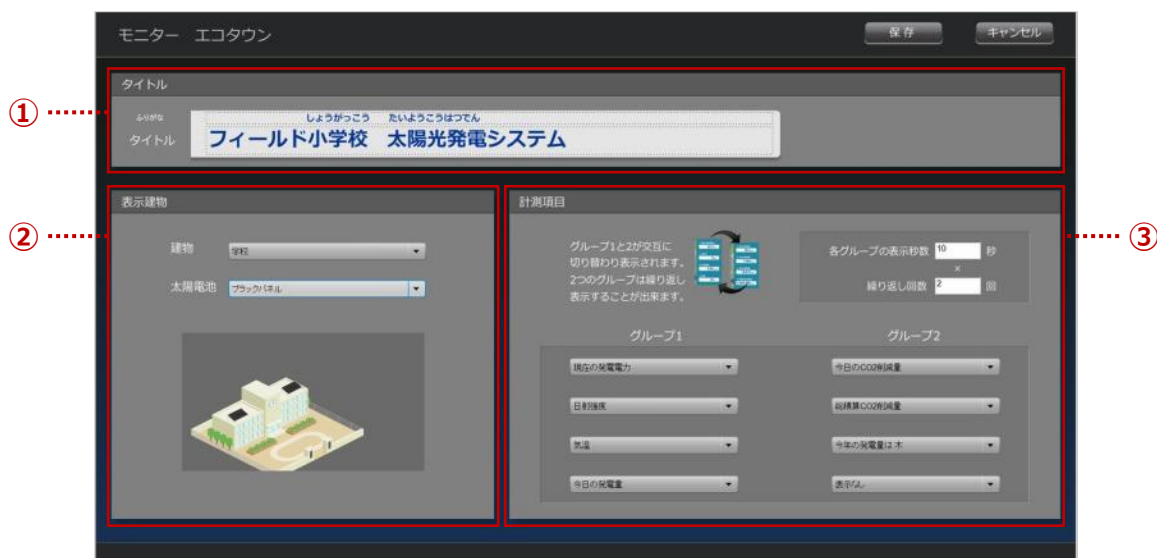 モニター　エコタウン
保存
キャンセル
タイトル
①
ふりがな
しょうがっこう　たいようこうはつでん
タイトル
フィールド小学校　太陽光発電システム
表示建物
②
建物
学校
太陽電池
ブラックパネル
計測項目
③
グループ1と2が交互に
切り替わり表示されます。
2つのグループは繰り返し
表示することが出来ます。
各グループの表示秒数 10 秒
×
繰り返し回数 2 回
グループ1
グループ2
現在の発電電力
今日のCO2削減量
日射強度
総積算CO2削減量
気温
今年の発電量は 木
今日の発電量
表示なし